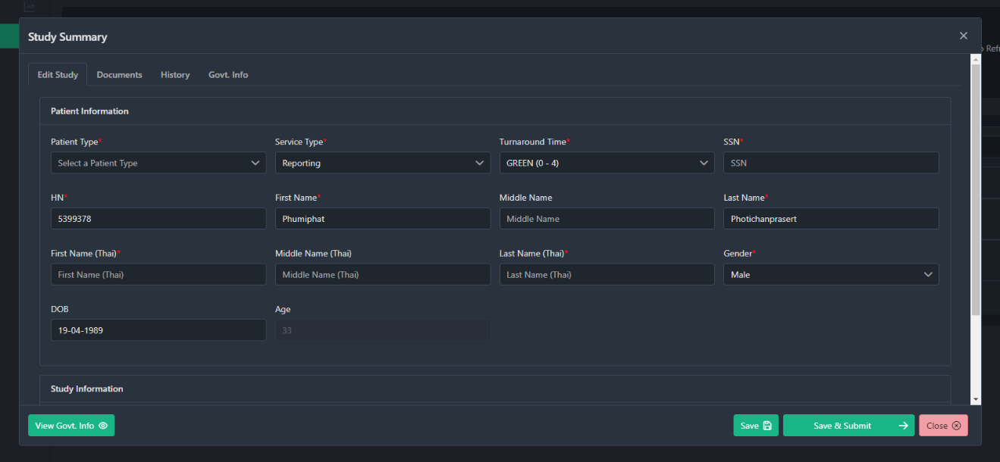 Study Summary
Edit Study Documents History Govt. Info
Patient Information
Patient Type* Service Type* Turnaround Time* SSN*
Select a Patient Type Reporting GREEN (0 - 4) SSN
HN* First Name* Middle Name Last Name*
5399378 Phumiphat Middle Name Photichanprasert
First Name (Thai)* Middle Name (Thai) Last Name (Thai)* Gender*
First Name (Thai) Middle Name (Thai) Last Name (Thai) Male
DOB Age
19-04-1989 33
Study Information
View Govt. Info Save Save & Submit Close